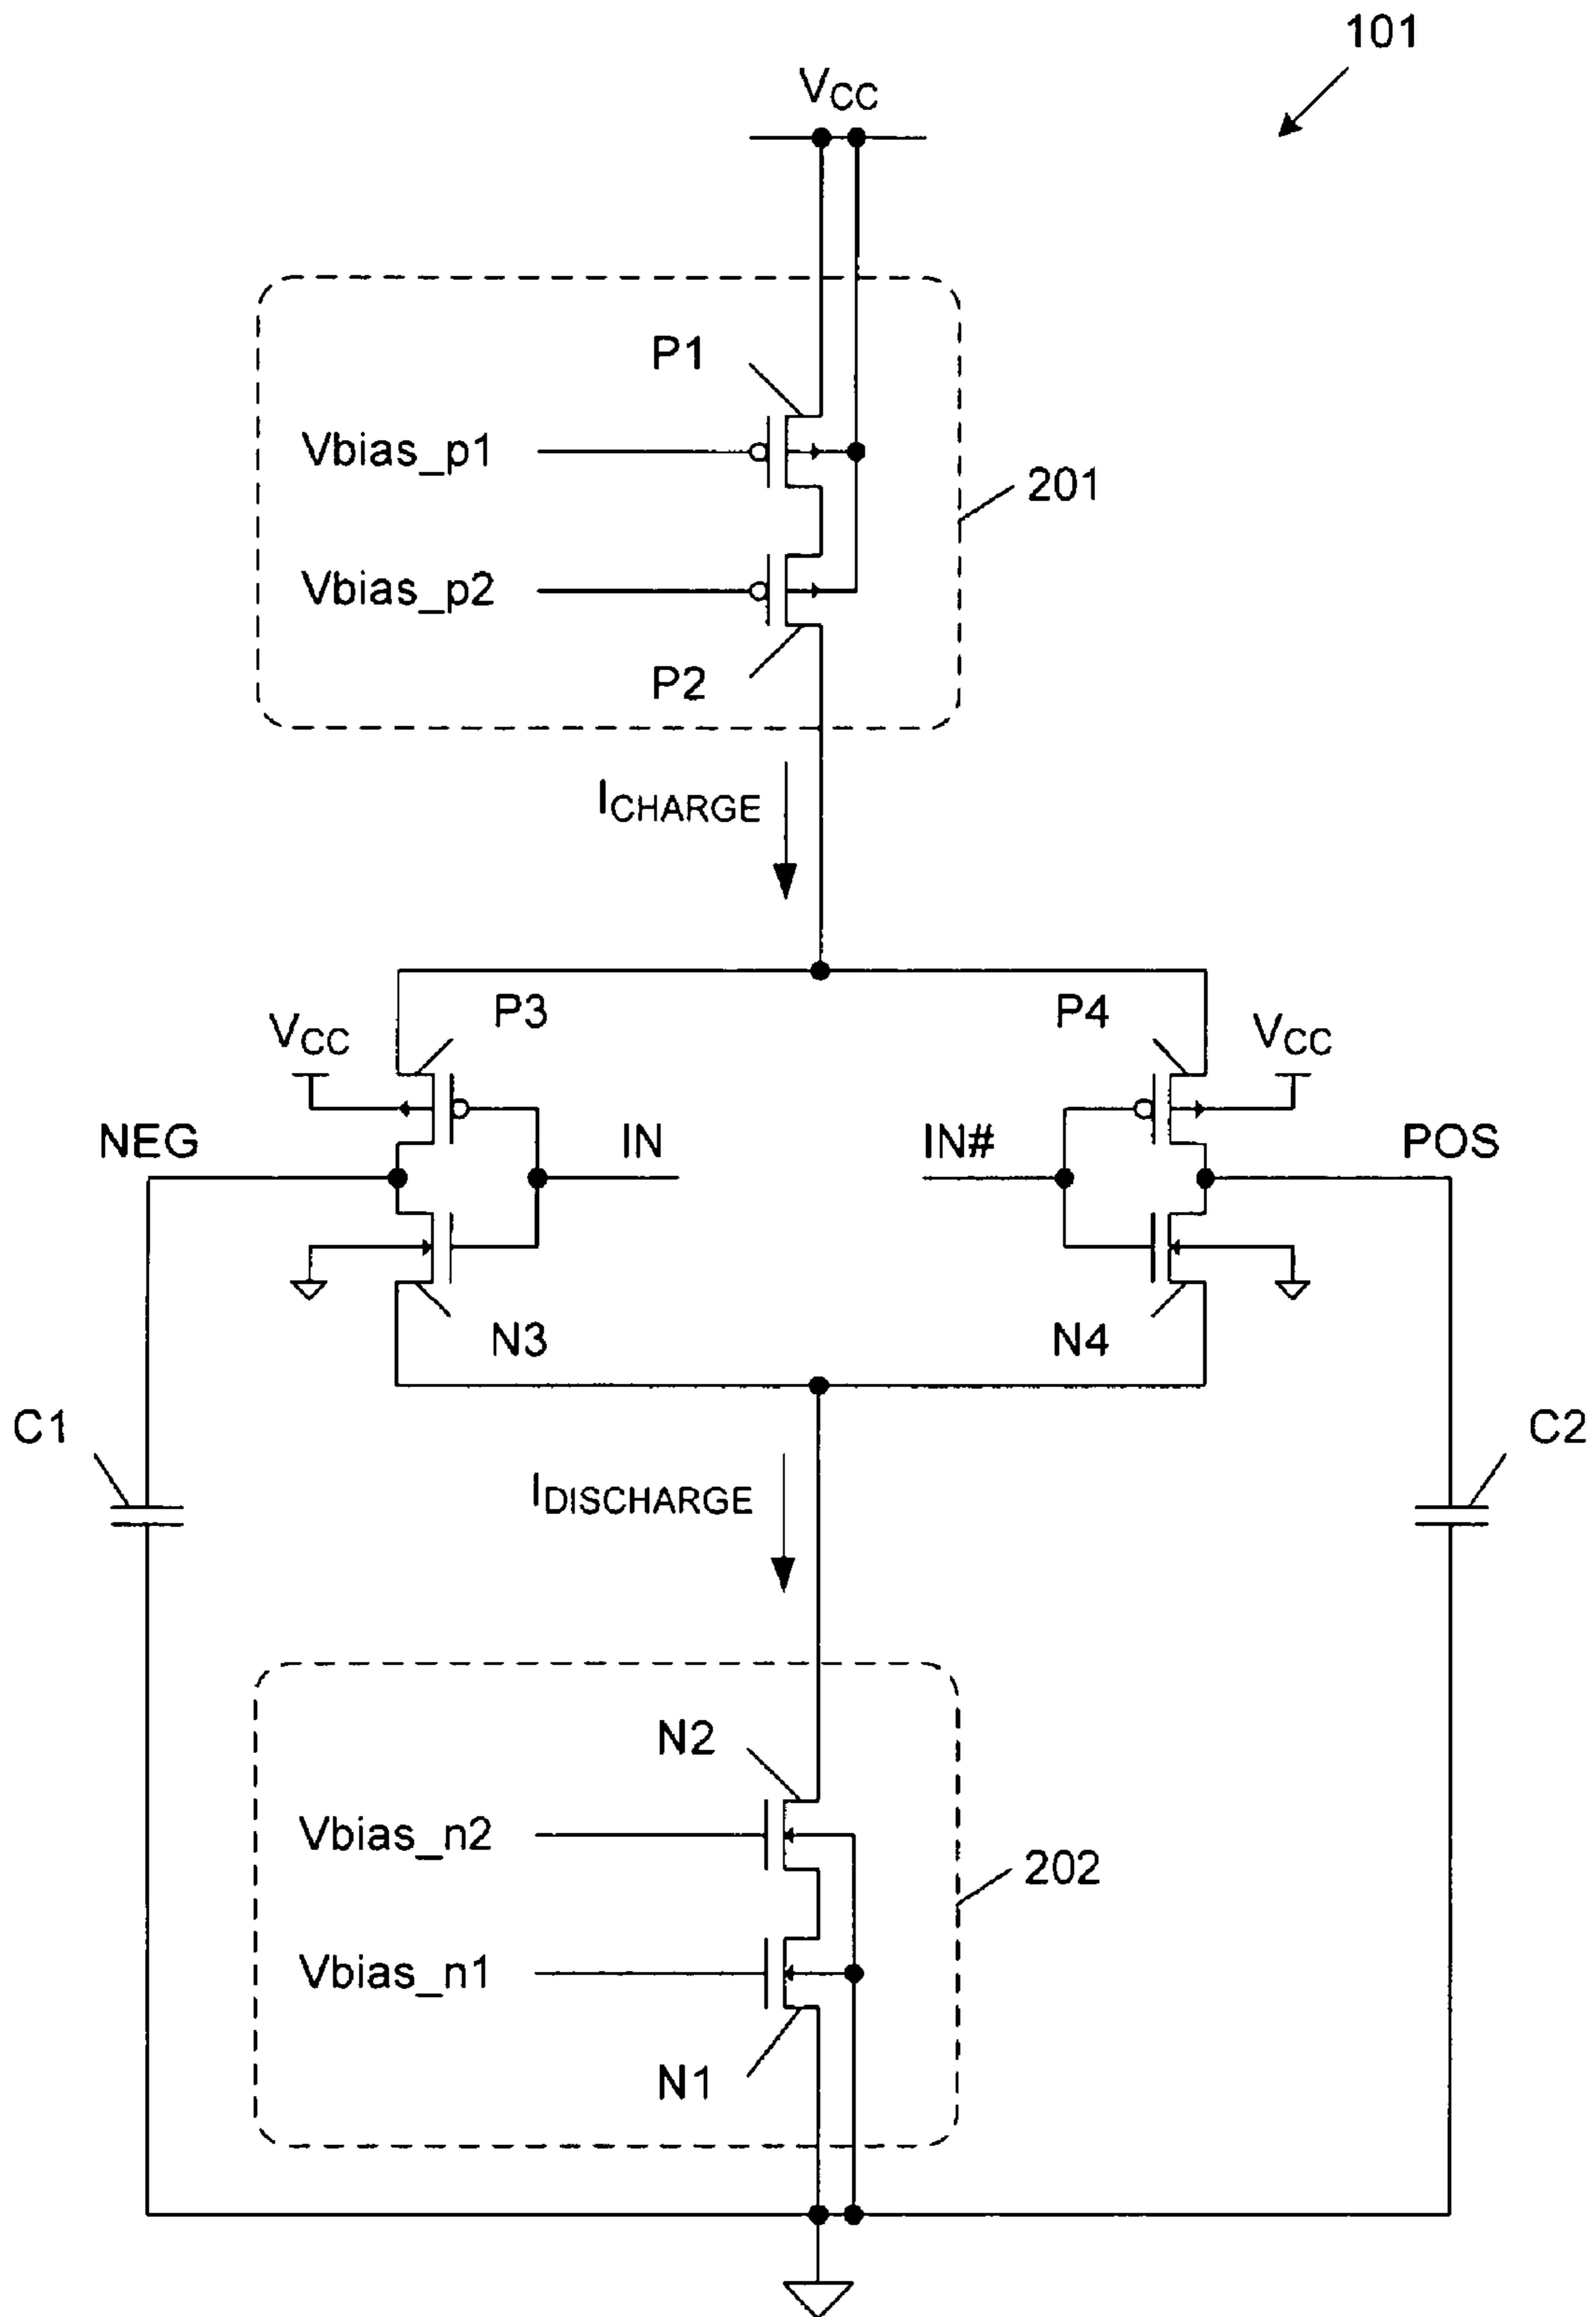 101
VCC
P1
Vbias_p1
201
Vbias_p2
P2
ICHARGE
P3
P4
VCC
VCC
NEG
IN
IN#
POS
N3
N4
C1
C2
IDISCHARGE
N2
Vbias_n2
202
Vbias_n1
N1